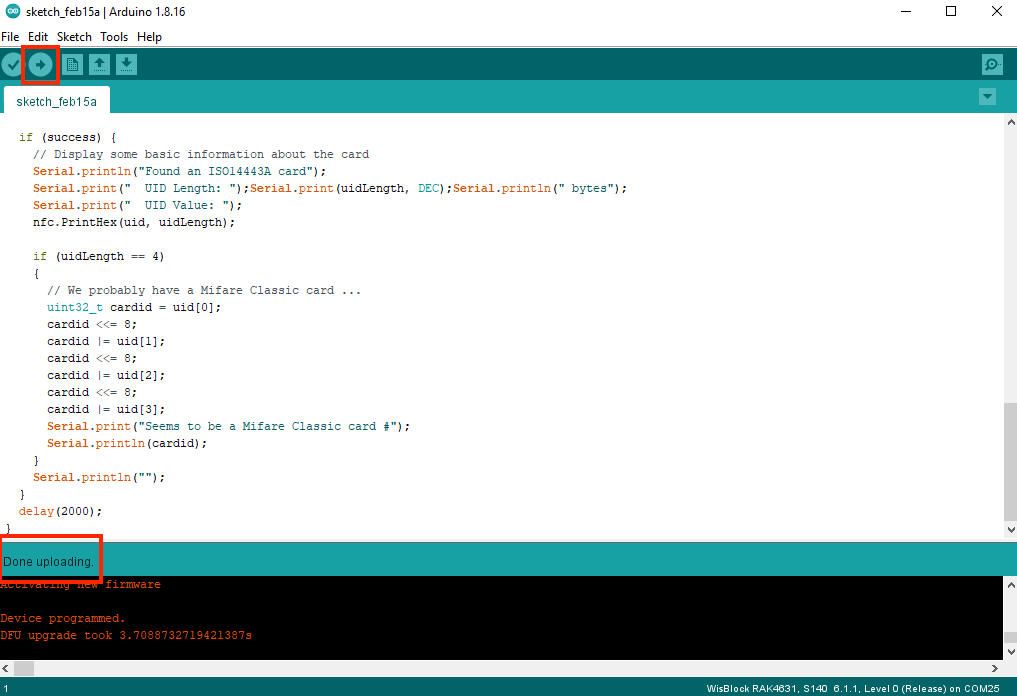 sketch_feb15a | Arduino 1.8.16
File Edit Sketch Tools Help
sketch_feb15a
if (success) {
// Display some basic information about the card
Serial.println("Found an ISO14443A card");
Serial.print("  UID Length: ");Serial.print(uidLength, DEC);Serial.println(" bytes");
Serial.print("  UID Value: ");
nfc.PrintHex(uid, uidLength);
if (uidLength == 4)
{
// We probably have a Mifare Classic card ...
uint32_t cardid = uid[0];
cardid <<= 8;
cardid |= uid[1];
cardid <<= 8;
cardid |= uid[2];
cardid <<= 8;
cardid |= uid[3];
Serial.print("Seems to be a Mifare Classic card #");
Serial.println(cardid);
}
Serial.println("");
}
delay(2000);
}
Done uploading.
Activating new firmware
Device programmed.
DFU upgrade took 3.7088732719421387s
1
WisBlock RAK4631, S140 6.1.1, Level 0 (Release) on COM25